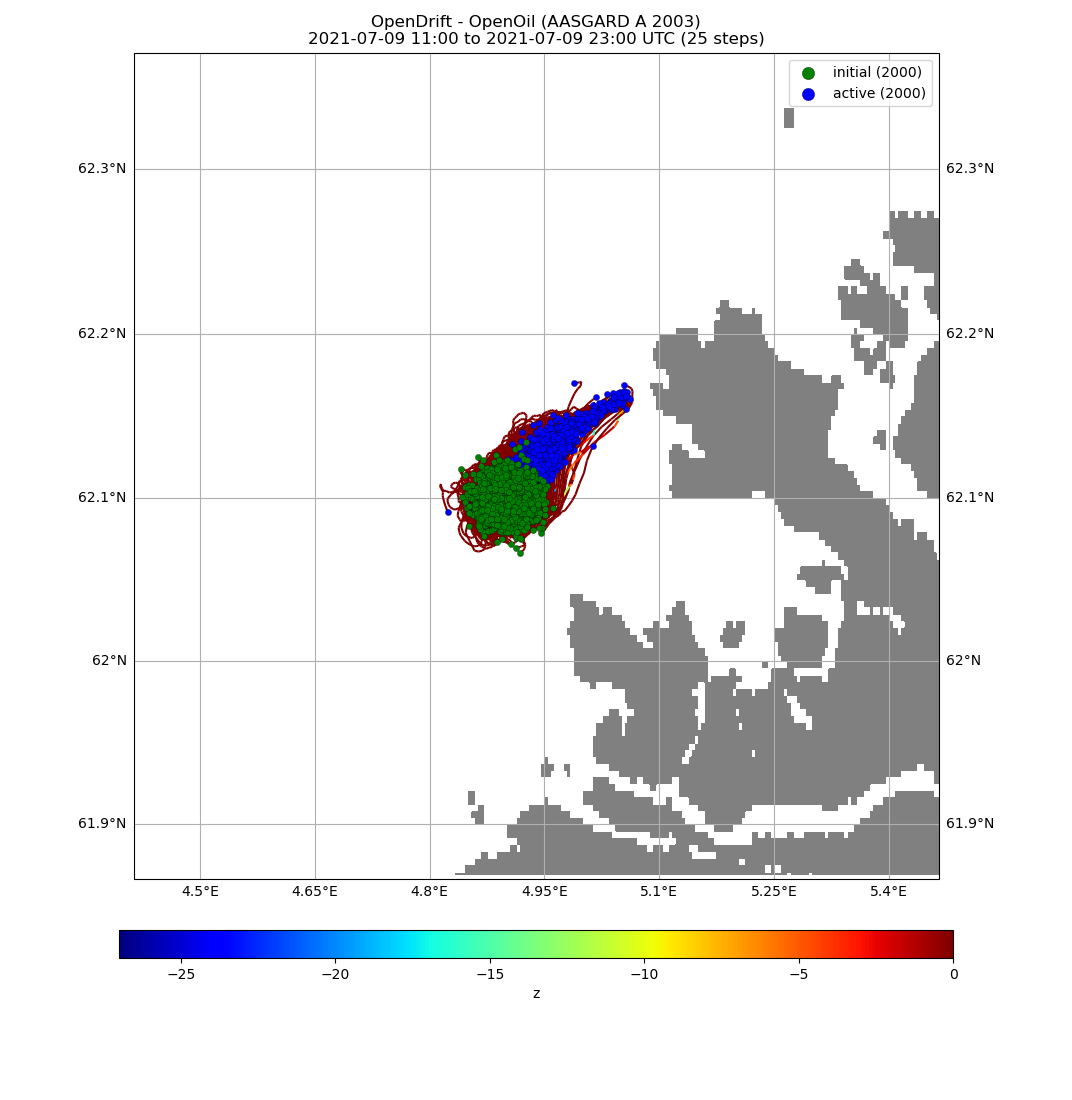 OpenDrift - OpenOil (AASGARD A 2003)
2021-07-09 11:00 to 2021-07-09 23:00 UTC (25 steps)
initial (2000)
active (2000)
62.3°N 62.3°N
62.2°N 62.2°N
62.1°N 62.1°N
62°N 62°N
61.9°N 61.9°N
4.5°E 4.65°E 4.8°E 4.95°E 5.1°E 5.25°E 5.4°E
−25 −20 −15 −10 −5 0
z